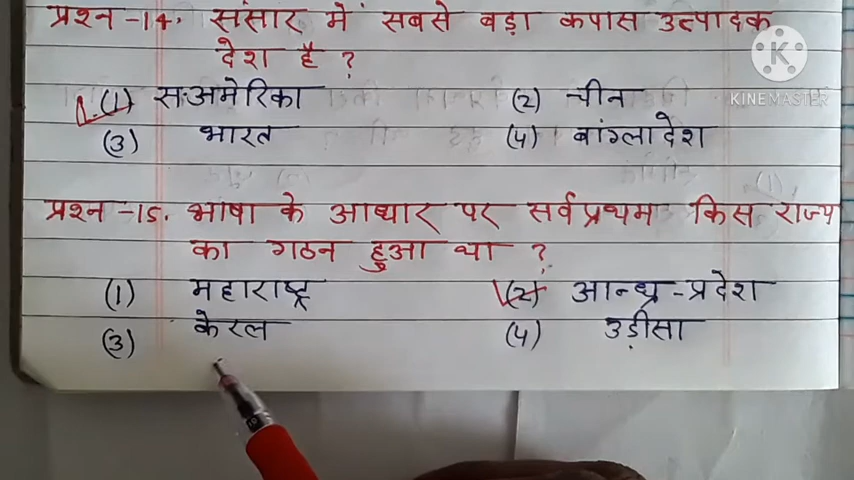 प्रश्न -14. संसार में सबसे बड़ा कपास उत्पादक
देश है ?
(1) स.अमेरिका (2) चीन
(3) भारत (4) बांग्लादेश
प्रश्न -15. भाषा के आधार पर सर्वप्रथम किस राज्य
का गठन हुआ था ?
(1) महाराष्ट्र (2) आन्ध्र-प्रदेश
(3) केरल (4) उड़ीसा
KINEMASTER